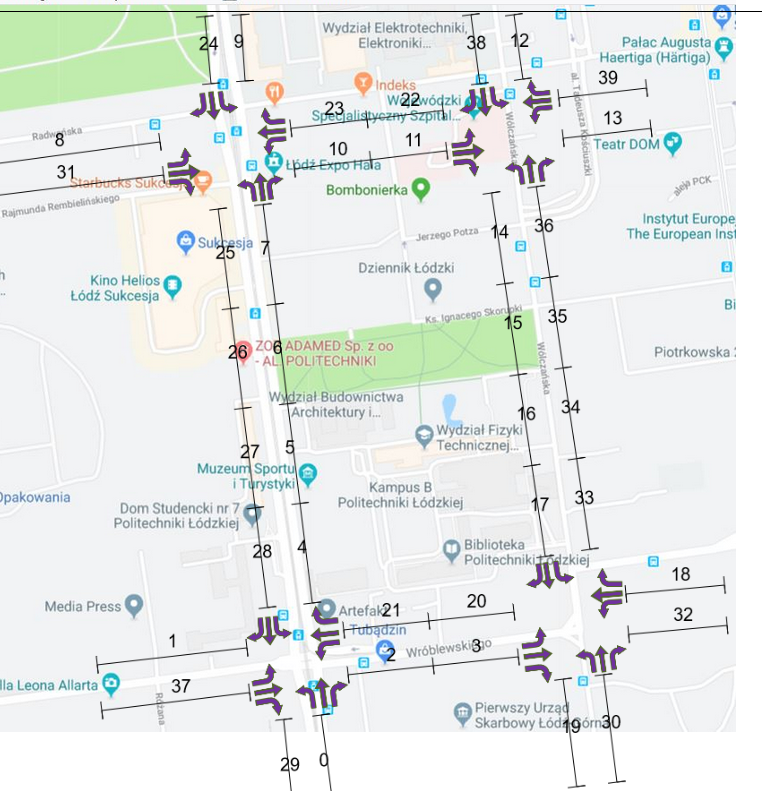 24
9
Wydział Elektrotechniki,
Elektroniki...
38
12
Pałac Augusta
Haertiga (Härtiga)
Indeks
39
23
22
Wojewódzki
Specjalistyczny Szpital...
al. Tadeusza Kościuszki
Wólczańska
13
Radwańska
8
10
11
Teatr DOM
31
Łódź Expo Hala
Starbucks Sukcesja
Bombonierka
aleja PCK
Rajmunda Rembielińskiego
Jerzego Potza
14
36
Instytut Europe
The European Inst
25
Sukcesja
7
Dziennik Łódzki
Kino Helios
Łódź Sukcesja
Ks. Ignacego Skorupki
15
35
Bi
26
ZOZ ADAMED Sp. z oo
- AL. POLITECHNIKI
6
Wólczańska
Piotrkowska
Wydział Budownictwa
Architektury i...
16
34
27
5
Wydział Fizyki
Technicznej...
Muzeum Sportu
i Turystyki
Opakowania
Kampus B
Politechniki Łódzkiej
17
33
Dom Studencki nr 7
Politechniki Łódzkiej
28
4
Biblioteka
Politechniki Łódzkiej
18
Media Press
Artefakt
21
20
32
1
Tubądzin
2
3
Wróblewskiego
lla Leona Allarta
37
Różana
Pierwszy Urząd
Skarbowy Łódź-Górna
19
30
29
0